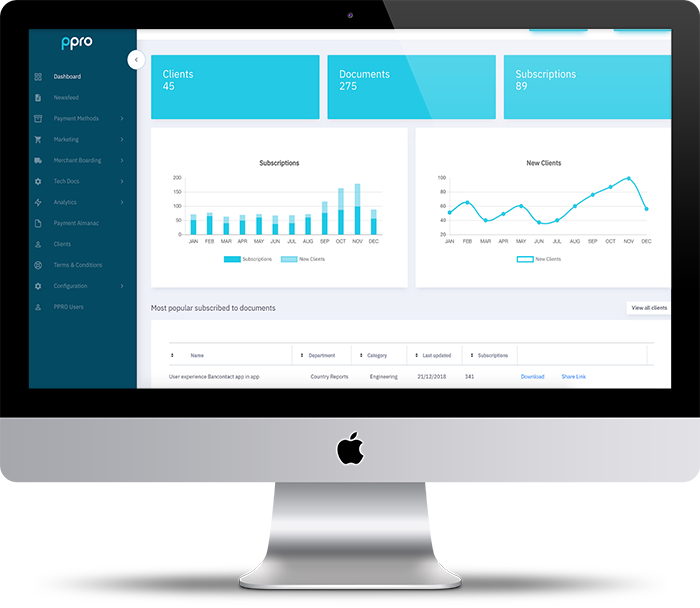 ppro
Dashboard
Newsfeed
Payment Methods
Marketing
Merchant Boarding
Tech Docs
Analytics
Payment Almanac
Clients
Terms & Conditions
Configuration
PPRO Users
Clients
45
Documents
275
Subscriptions
89
Subscriptions
200
150
100
50
0
JAN FEB MAR APR MAY JUN JUL AUG SEP OCT NOV DEC
Subscriptions New Clients
New Clients
100
80
60
40
20
JAN FEB MAR APR MAY JUN JUL AUG SEP OCT NOV DEC
New Clients
Most popular subscribed to documents
View all clients
Name Department Category Last updated Subscriptions
User experience Bancontact app in app Country Reports Engineering 21/12/2018 341 Download Share Link